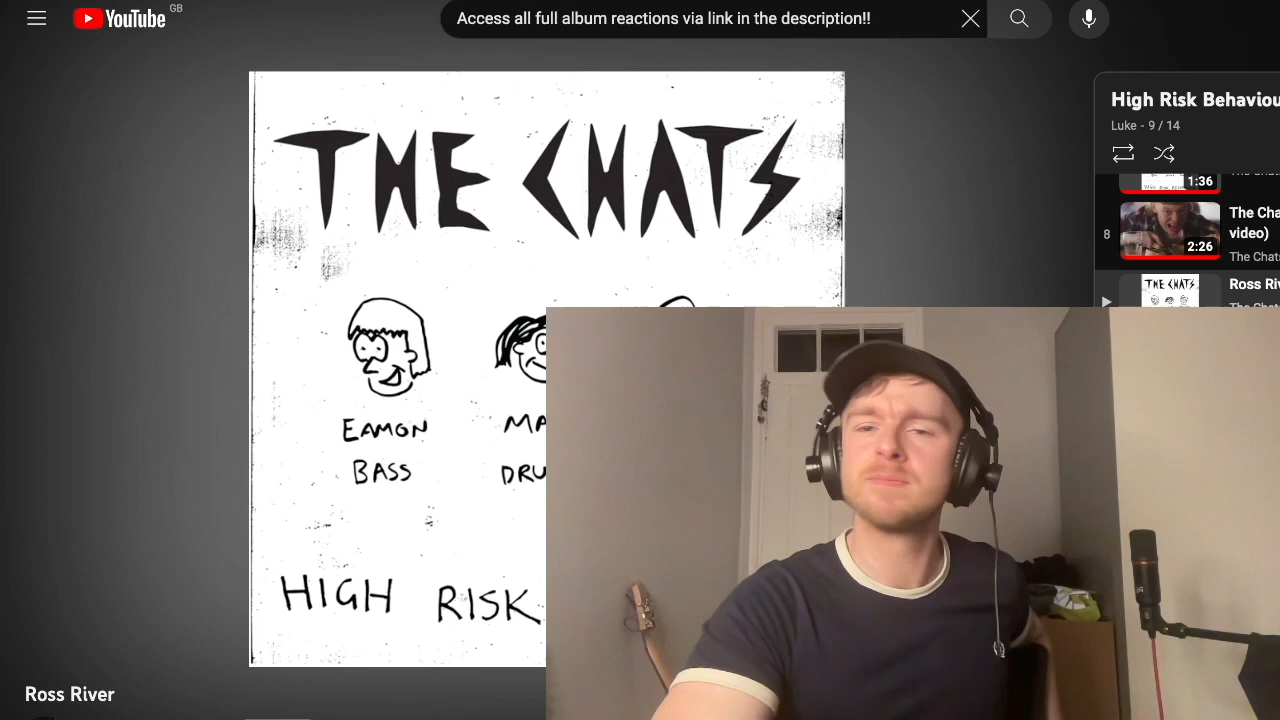 YouTube GB
Access all full album reactions via link in the description!!
THE CHATS
EAMON
BASS
MA
DRU
HIGH RISK
Ross River
High Risk Behaviou
Luke - 9 / 14
1:36
8
2:26
The Cha
video)
The Chats
THE CHATS
Ross Riv